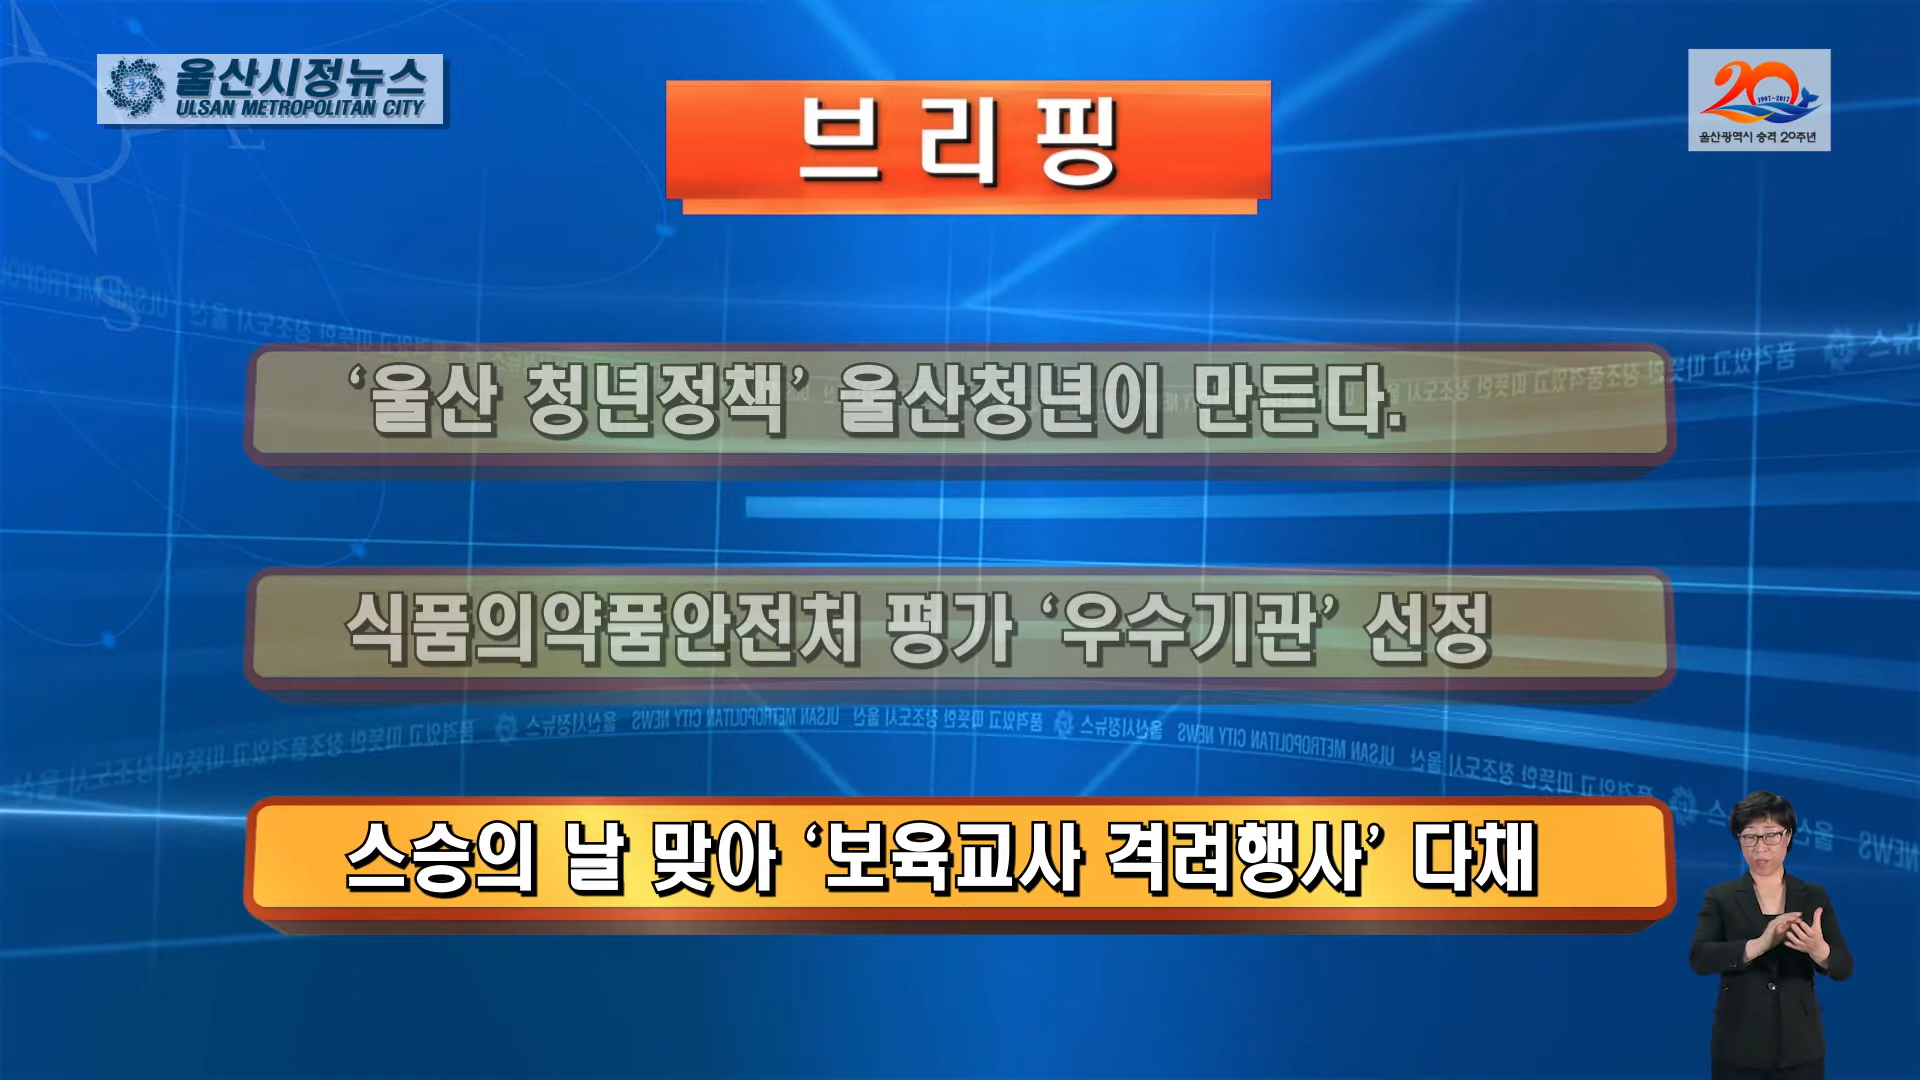 울산시정뉴스
ULSAN METROPOLITAN CITY
브리핑
20
1997~2017
울산광역시 승격 20주년
‘울산 청년정책’ 울산청년이 만든다.
식품의약품안전처 평가 ‘우수기관’ 선정
스승의 날 맞아 ‘보육교사 격려행사’ 다채